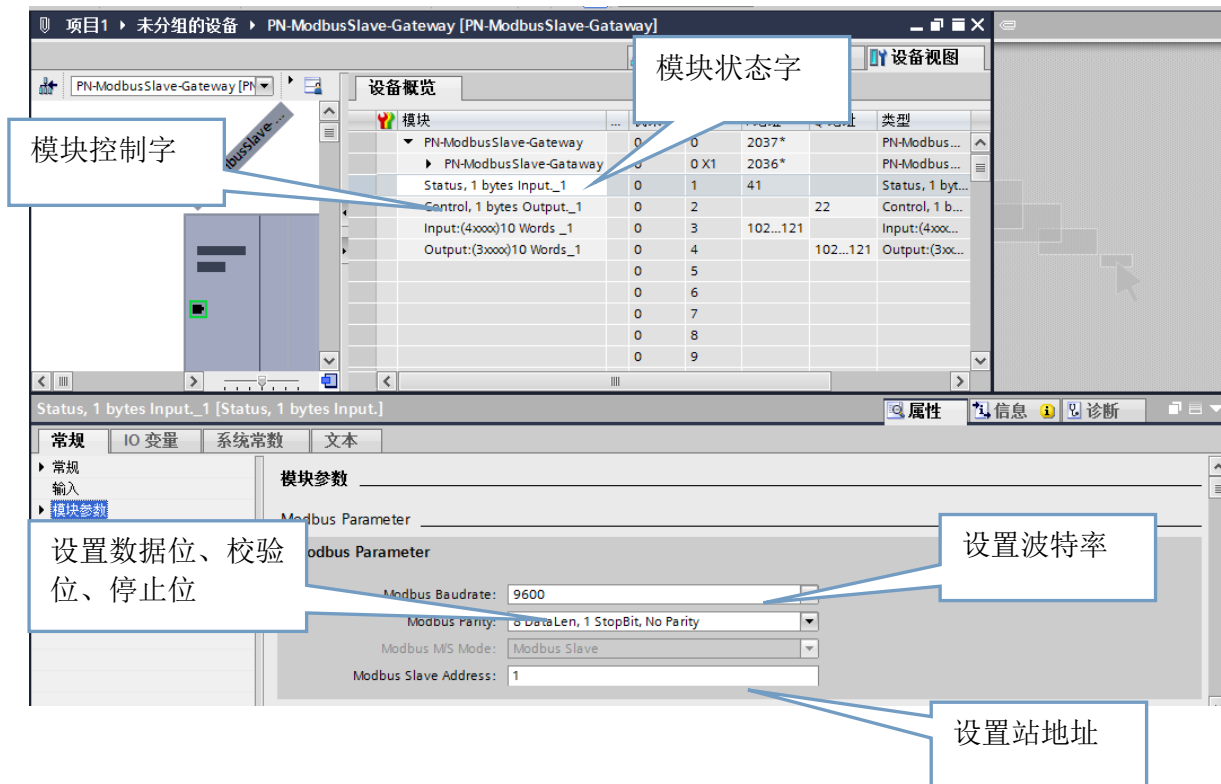 项目1 ▸ 未分组的设备 ▸ PN-ModbusSlave-Gateway [PN-ModbusSlave-Gataway]
模块状态字
设备视图
PN-ModbusSlave-Gateway [PN
设备概览
模块控制字
模块 ... 类型
PN-ModbusSlave-Gateway 0 0 2037* PN-Modbus...
PN-ModbusSlave-Gataway 0 X1 2036* PN-Modbus...
Status, 1 bytes Input._1 0 1 41 Status, 1 byt...
Control, 1 bytes Output._1 0 2 22 Control, 1 b...
Input:(4xxxx)10 Words _1 0 3 102...121 Input:(4xxx...
Output:(3xxxx)10 Words_1 0 4 102...121 Output:(3xx...
0 5
0 6
0 7
0 8
0 9
Status, 1 bytes Input._1 [Status, 1 bytes Input.]
属性 信息 诊断
常规 IO 变量 系统常数 文本
常规
输入
模块参数
模块参数
Modbus Parameter
设置数据位、校验
位、停止位
Modbus Parameter
设置波特率
Modbus Baudrate: 9600
Modbus Parity: 8 DataLen, 1 StopBit, No Parity
Modbus M/S Mode: Modbus Slave
Modbus Slave Address: 1
设置站地址